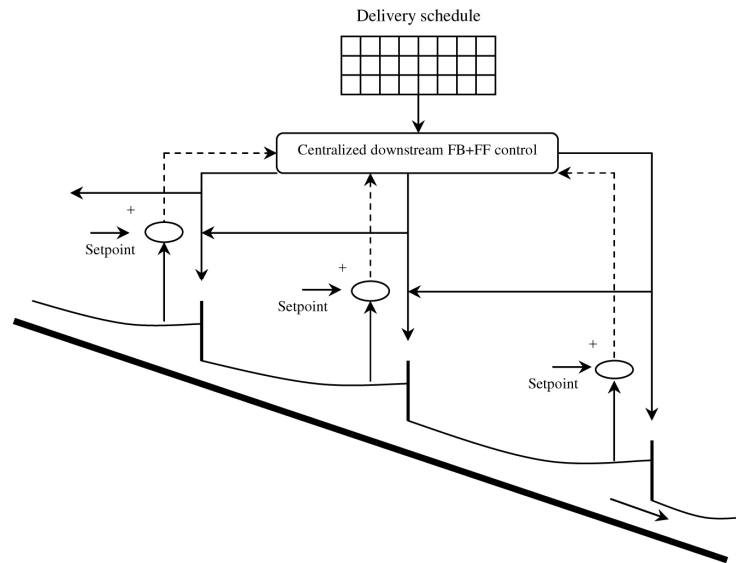 Delivery schedule
Centralized downstream FB+FF control
+
Setpoint
+
Setpoint
+
Setpoint